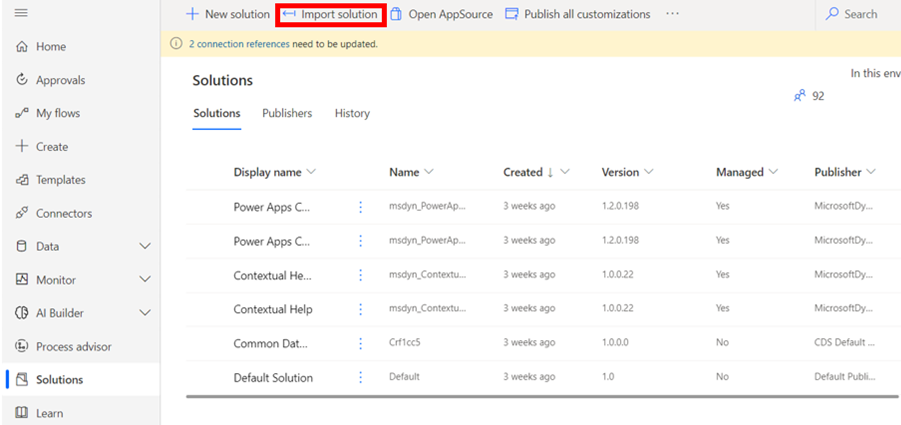 New solution Import solution Open AppSource Publish all customizations ··· Search
2 connection references need to be updated.
Home
Approvals
My flows
Create
Templates
Connectors
Data
Monitor
AI Builder
Process advisor
Solutions
Learn
Solutions
In this env
92
Solutions Publishers History
Display name Name Created ↓ Version Managed Publisher
Power Apps C... msdyn_PowerAp... 3 weeks ago 1.2.0.198 Yes MicrosoftDy...
Power Apps C... msdyn_PowerAp... 3 weeks ago 1.2.0.198 Yes MicrosoftDy...
Contextual He... msdyn_Contextu... 3 weeks ago 1.0.0.22 Yes MicrosoftDy...
Contextual Help msdyn_Contextu... 3 weeks ago 1.0.0.22 Yes MicrosoftDy...
Common Dat... Crf1cc5 3 weeks ago 1.0.0.0 No CDS Default ...
Default Solution Default 3 weeks ago 1.0 No Default Publi...